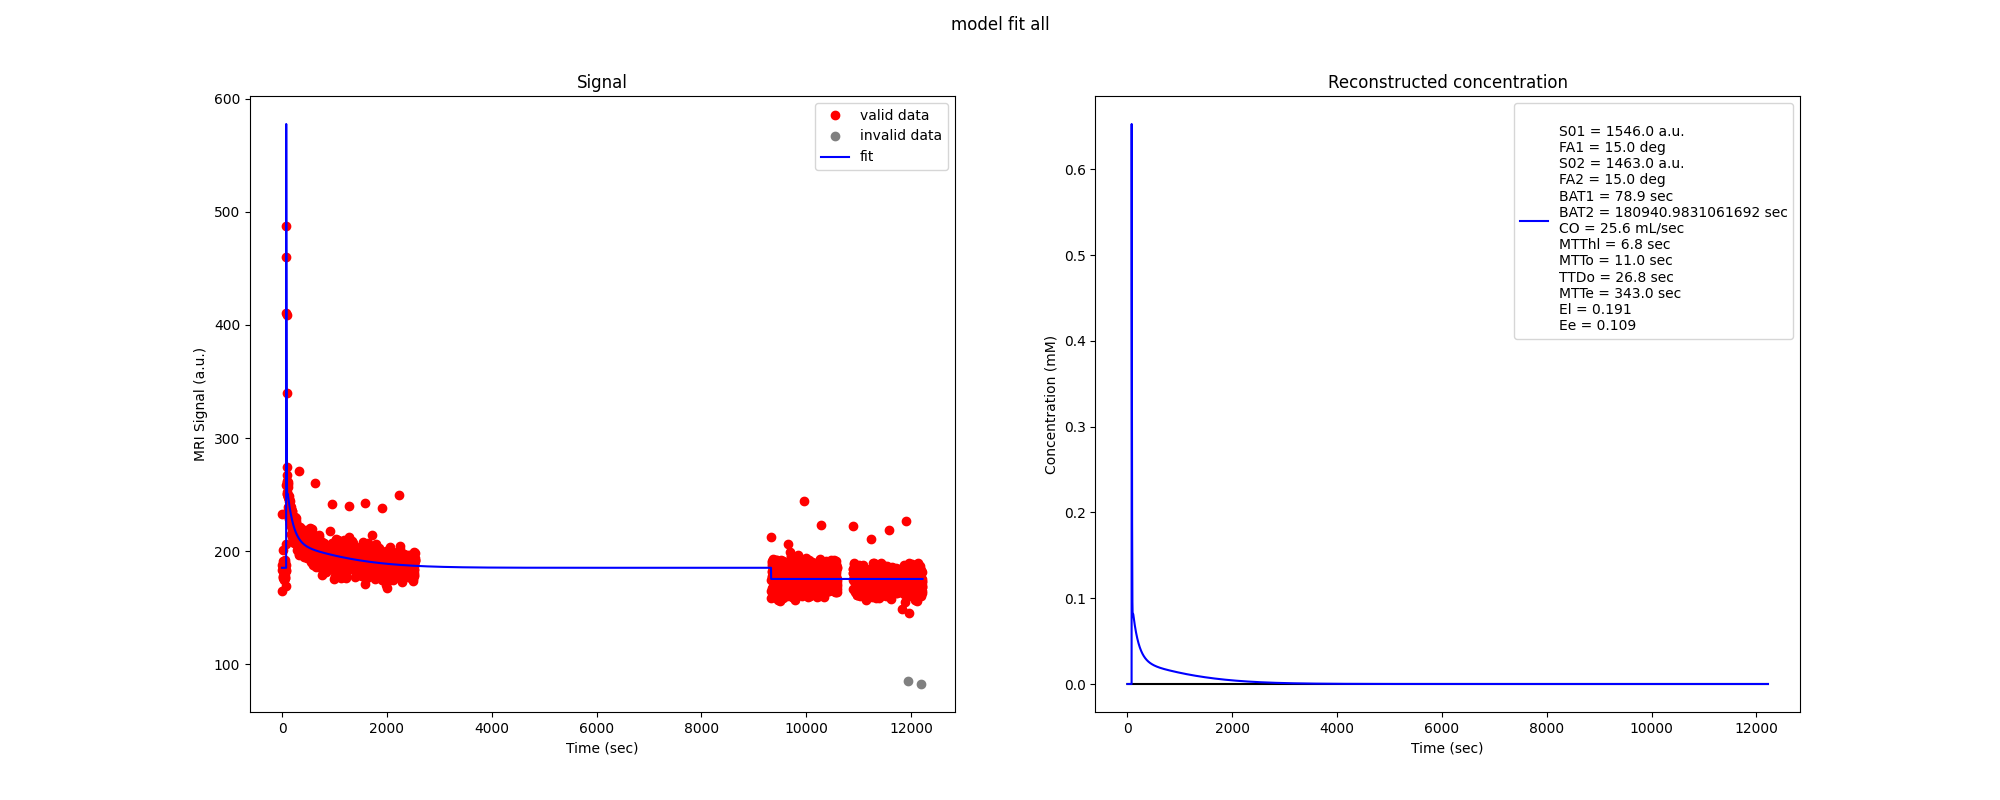 model fit all
Signal
600
500
400
300
200
100
MRI Signal (a.u.)
valid data
invalid data
fit
0
2000
4000
6000
8000
10000
12000
Time (sec)
Reconstructed concentration
0.6
0.5
0.4
0.3
0.2
0.1
0.0
Concentration (mM)
S01 = 1546.0 a.u.
FA1 = 15.0 deg
S02 = 1463.0 a.u.
FA2 = 15.0 deg
BAT1 = 78.9 sec
BAT2 = 180940.9831061692 sec
CO = 25.6 mL/sec
MTThl = 6.8 sec
MTTo = 11.0 sec
TTDo = 26.8 sec
MTTe = 343.0 sec
El = 0.191
Ee = 0.109
0
2000
4000
6000
8000
10000
12000
Time (sec)